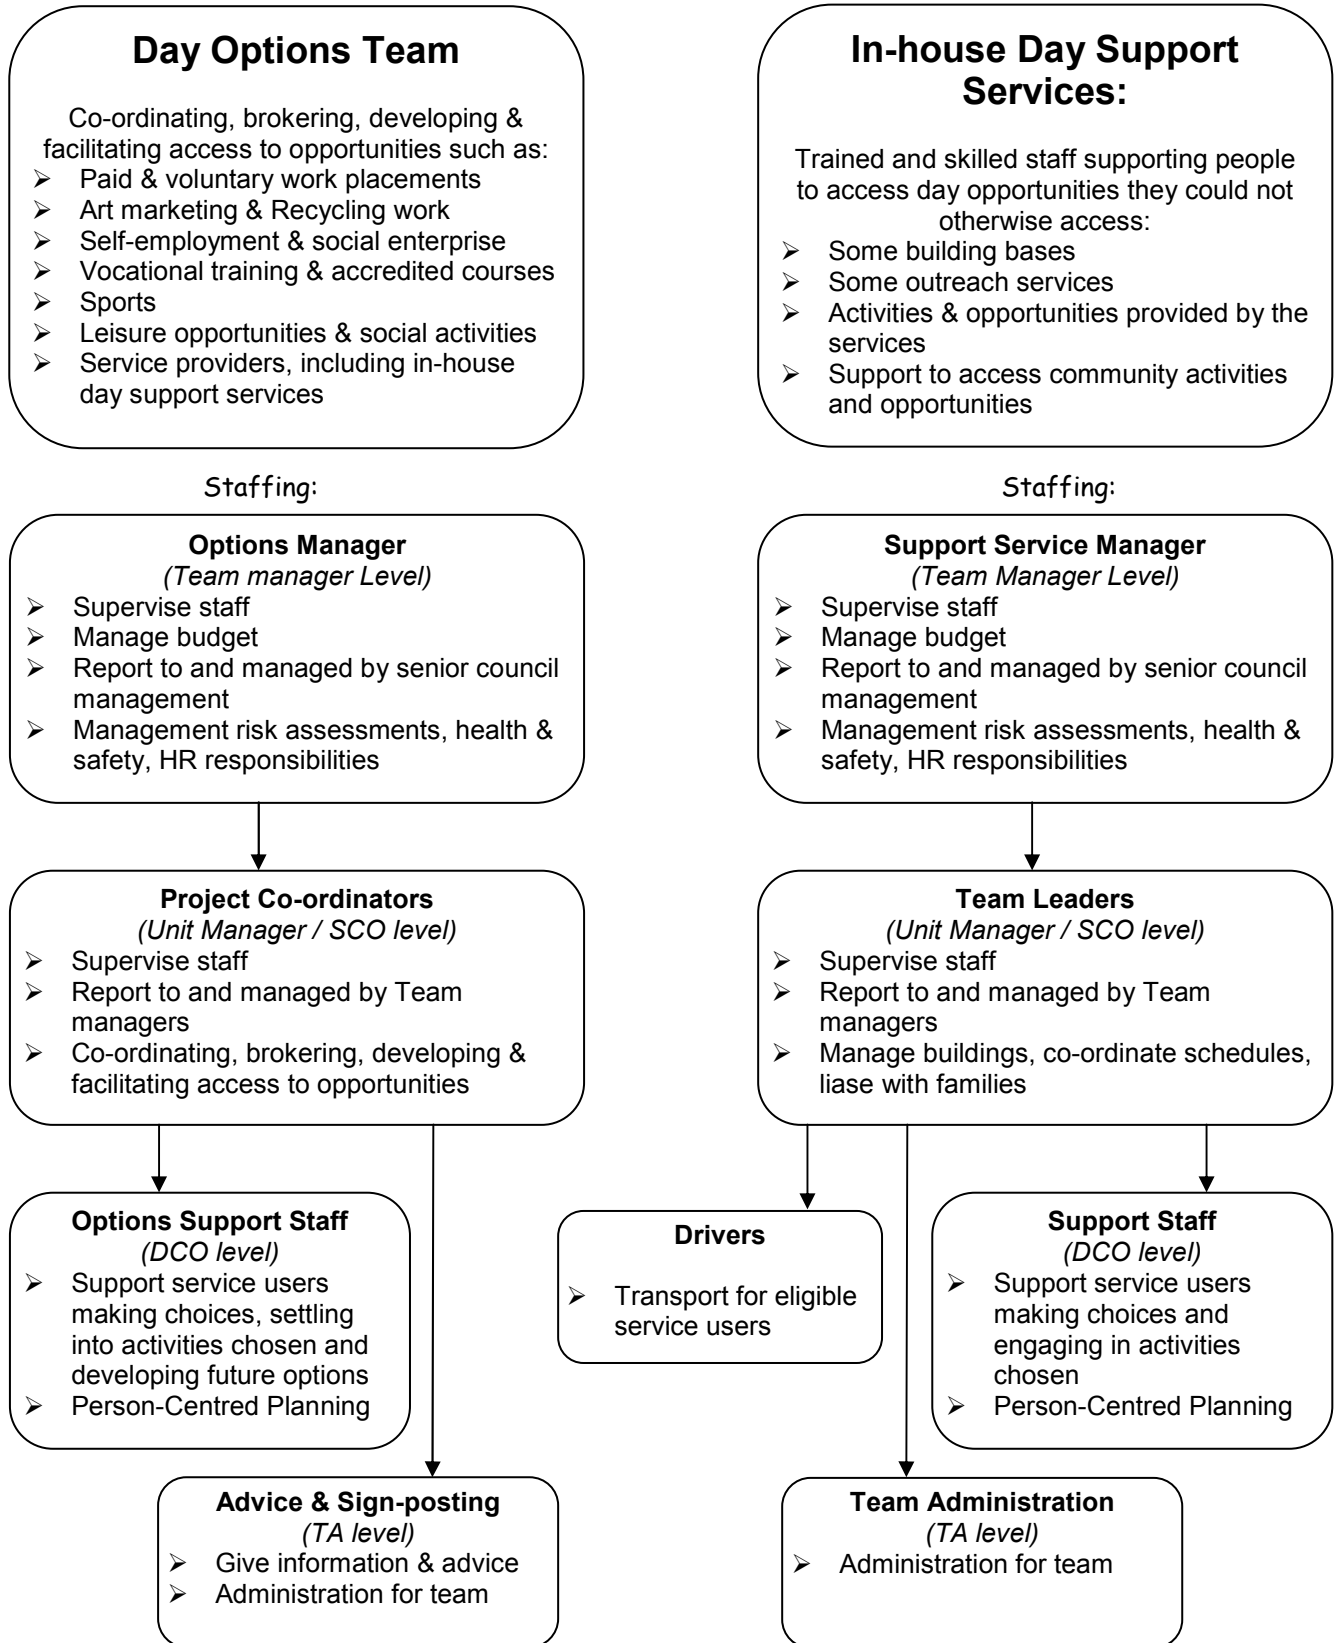 Day Options Team
Co-ordinating, brokering, developing &
facilitating access to opportunities such as:
➢ Paid & voluntary work placements
➢ Art marketing & Recycling work
➢ Self-employment & social enterprise
➢ Vocational training & accredited courses
➢ Sports
➢ Leisure opportunities & social activities
➢ Service providers, including in-house
day support services
In-house Day Support
Services:
Trained and skilled staff supporting people
to access day opportunities they could not
otherwise access:
➢ Some building bases
➢ Some outreach services
➢ Activities & opportunities provided by the
services
➢ Support to access community activities
and opportunities
Staffing:
Options Manager
(Team manager Level)
➢ Supervise staff
➢ Manage budget
➢ Report to and managed by senior council
management
➢ Management risk assessments, health &
safety, HR responsibilities
Staffing:
Support Service Manager
(Team Manager Level)
➢ Supervise staff
➢ Manage budget
➢ Report to and managed by senior council
management
➢ Management risk assessments, health &
safety, HR responsibilities
Project Co-ordinators
(Unit Manager / SCO level)
➢ Supervise staff
➢ Report to and managed by Team
managers
➢ Co-ordinating, brokering, developing &
facilitating access to opportunities
Team Leaders
(Unit Manager / SCO level)
➢ Supervise staff
➢ Report to and managed by Team
managers
➢ Manage buildings, co-ordinate schedules,
liase with families
Options Support Staff
(DCO level)
➢ Support service users
making choices, settling
into activities chosen and
developing future options
➢ Person-Centred Planning
Drivers
➢ Transport for eligible
service users
Support Staff
(DCO level)
➢ Support service users
making choices and
engaging in activities
chosen
➢ Person-Centred Planning
Advice & Sign-posting
(TA level)
➢ Give information & advice
➢ Administration for team
Team Administration
(TA level)
➢ Administration for team